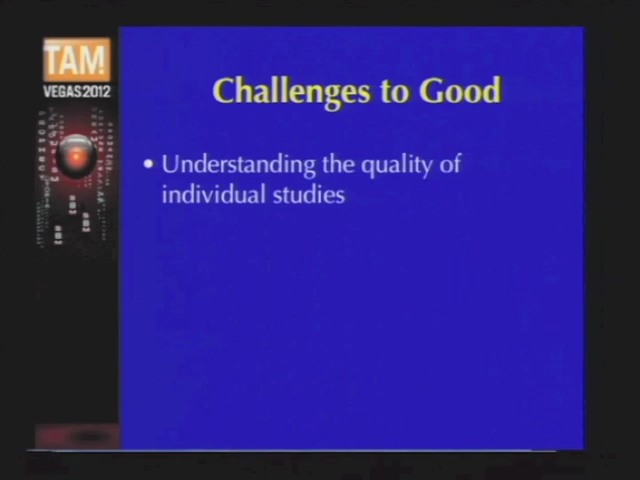 TAM!
VEGAS2012
Challenges to Good
• Understanding the quality of
individual studies